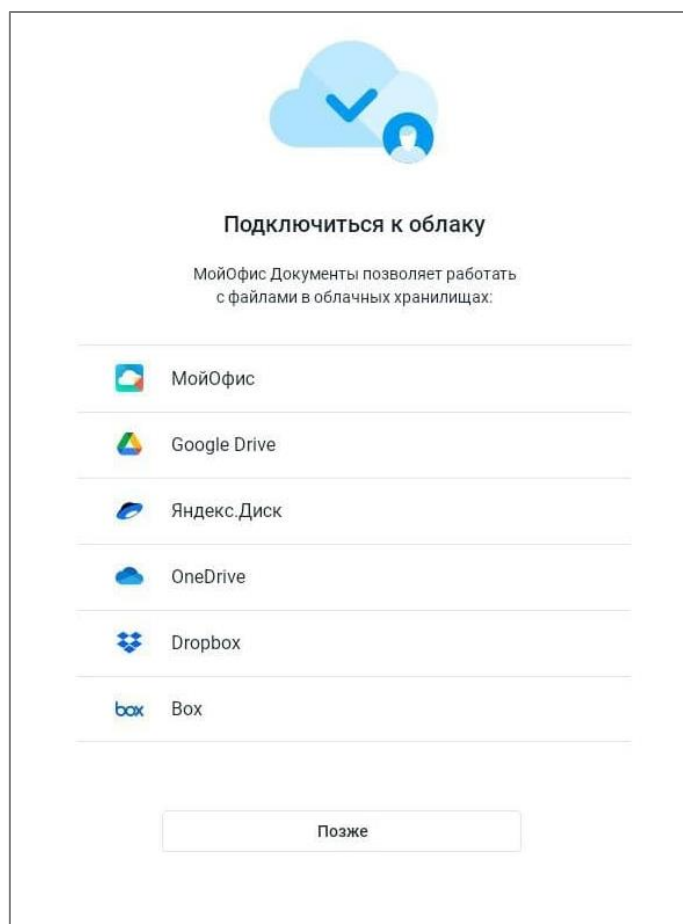 Подключиться к облаку
МойОфис Документы позволяет работать
с файлами в облачных хранилищах:
МойОфис
Google Drive
Яндекс.Диск
OneDrive
Dropbox
box Box
Позже